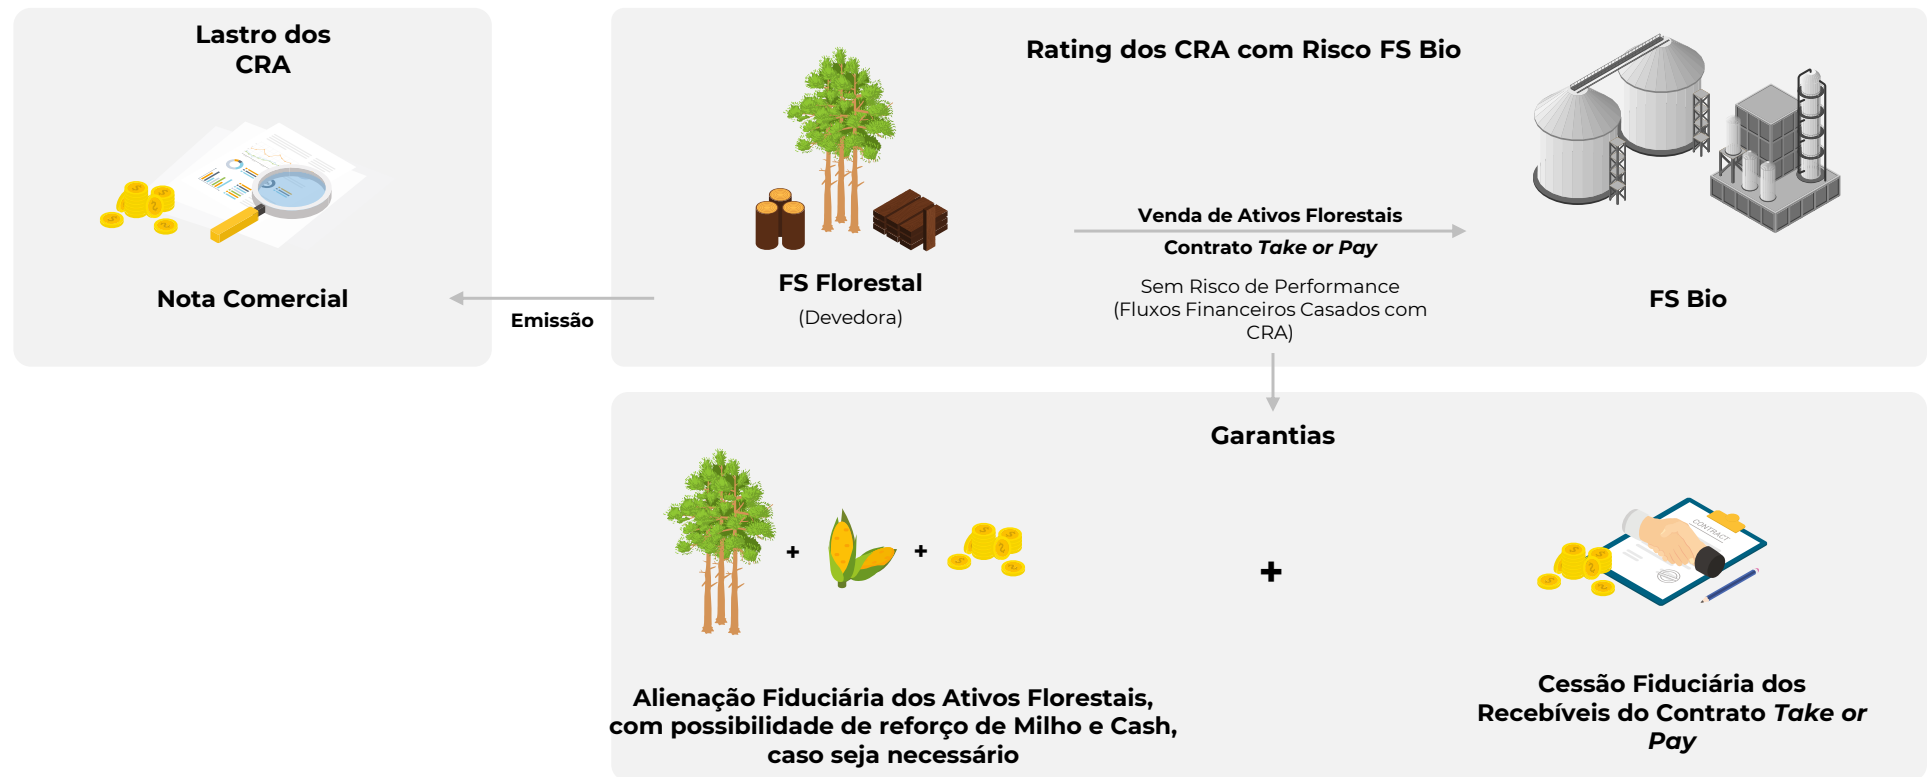 Lastro dos
CRA
Nota Comercial
Emissão
Rating dos CRA com Risco FS Bio
FS Florestal
(Devedora)
Venda de Ativos Florestais
Contrato Take or Pay
Sem Risco de Performance
(Fluxos Financeiros Casados com
CRA)
FS Bio
Garantias
+
+
+
CONTRACT
Alienação Fiduciária dos Ativos Florestais,
com possibilidade de reforço de Milho e Cash,
caso seja necessário
Cessão Fiduciária dos
Recebíveis do Contrato Take or
Pay